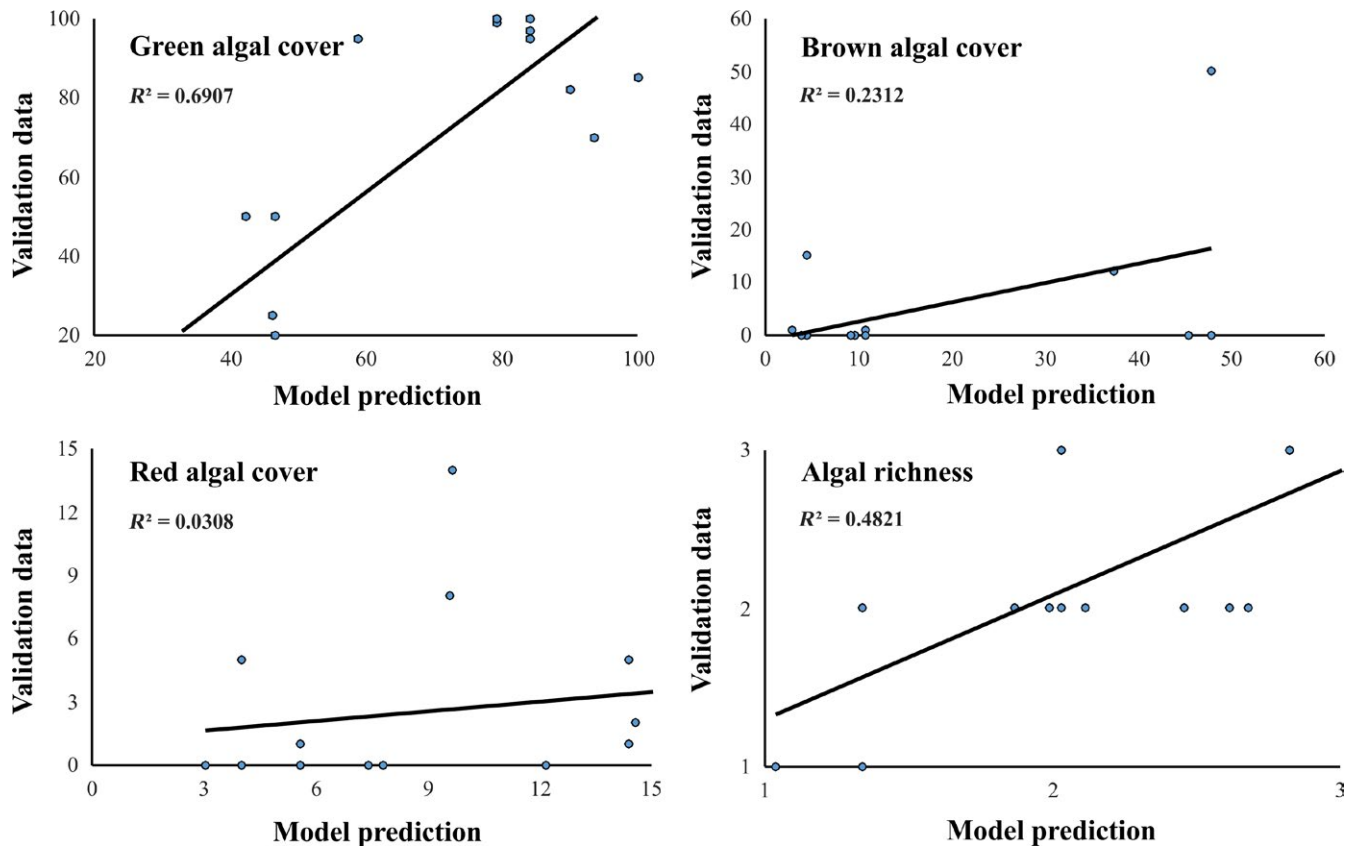 Green algal cover
R² = 0.6907
Validation data
100
80
60
40
20
20 40 60 80 100
Model prediction
Brown algal cover
R² = 0.2312
Validation data
60
50
40
30
20
10
0
0 10 20 30 40 50 60
Model prediction
Red algal cover
R² = 0.0308
Validation data
15
12
9
6
3
0
0 3 6 9 12 15
Model prediction
Algal richness
R² = 0.4821
Validation data
3
2
1
1 2 3
Model prediction